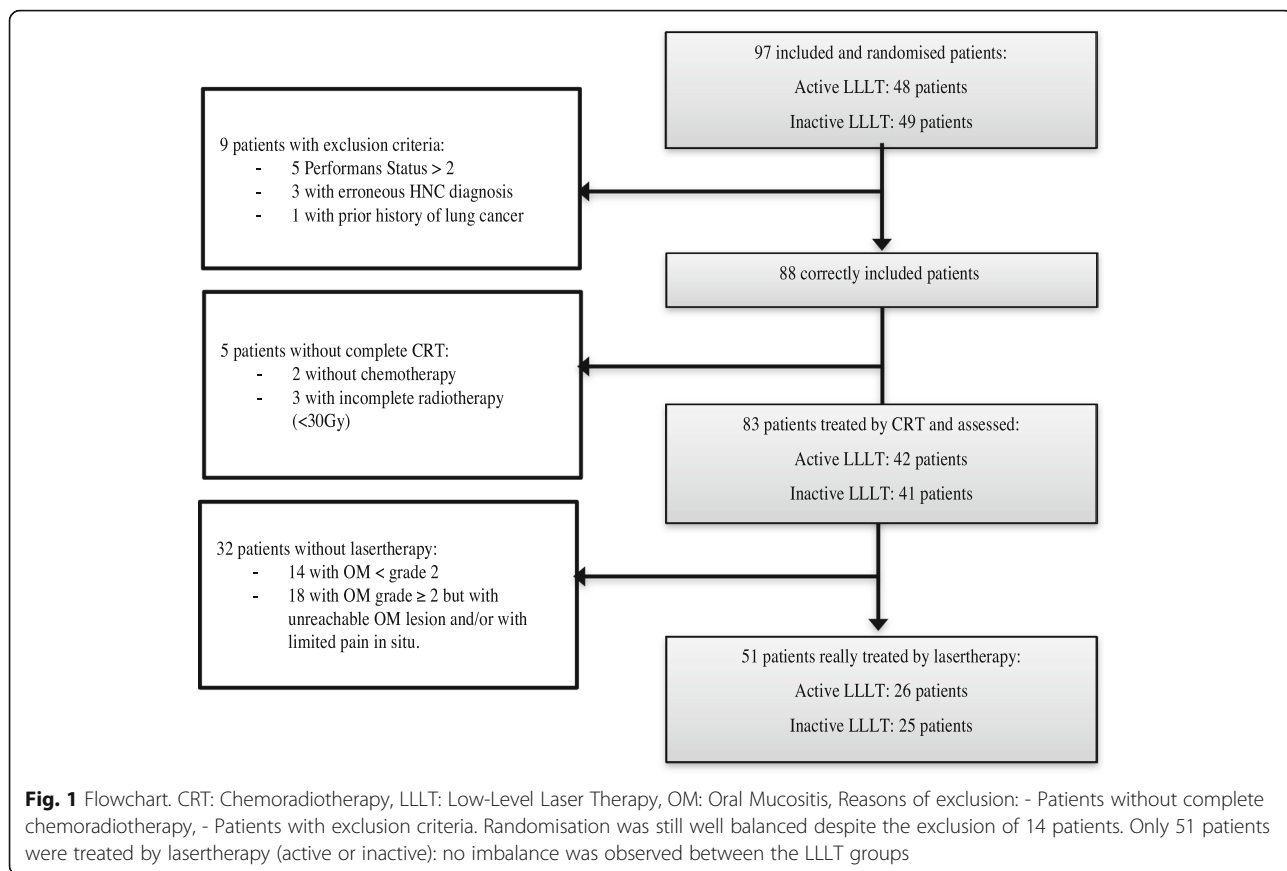 97 included and randomised patients:
Active LLLT: 48 patients
Inactive LLLT: 49 patients
9 patients with exclusion criteria:
- 5 Performans Status > 2
- 3 with erroneous HNC diagnosis
- 1 with prior history of lung cancer
88 correctly included patients
5 patients without complete CRT:
- 2 without chemotherapy
- 3 with incomplete radiotherapy
(<30Gy)
83 patients treated by CRT and assessed:
Active LLLT: 42 patients
Inactive LLLT: 41 patients
32 patients without lasertherapy:
- 14 with OM < grade 2
- 18 with OM grade ≥ 2 but with
unreachable OM lesion and/or with
limited pain in situ.
51 patients really treated by lasertherapy:
Active LLLT: 26 patients
Inactive LLLT: 25 patients
Fig. 1 Flowchart. CRT: Chemoradiotherapy, LLLT: Low-Level Laser Therapy, OM: Oral Mucositis, Reasons of exclusion: - Patients without complete
chemoradiotherapy, - Patients with exclusion criteria. Randomisation was still well balanced despite the exclusion of 14 patients. Only 51 patients
were treated by lasertherapy (active or inactive): no imbalance was observed between the LLLT groups